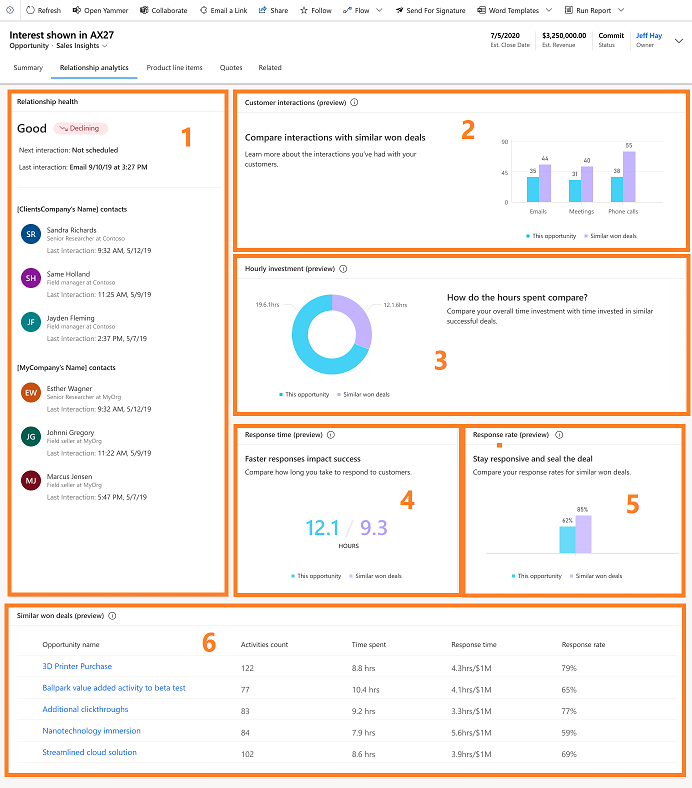 Refresh Open Yammer Collaborate Email a Link Share Follow Flow Send For Signature Word Templates Run Report
Interest shown in AX27
Opportunity · Sales Insights
7/5/2020 $3,250,000.00 Commit Jeff Hay
Est. Close Date Est. Revenue Status Owner
Summary Relationship analytics Product line items Quotes Related
Relationship health
Good Declining
1
Next interaction: Not scheduled
Last interaction: Email 9/10/19 at 3:27 PM
[ClientsCompany's Name] contacts
SR Sandra Richards
Senior Researcher at Contoso
Last Interaction: 9:32 AM, 5/12/19
SH Same Holland
Field manager at Contoso
Last Interaction: 11:25 AM, 5/9/19
JF Jayden Fleming
Field manager at Contoso
Last Interaction: 2:37 PM, 5/7/19
[MyCompany's Name] contacts
EW Esther Wagner
Senior Researcher at MyOrg
Last Interaction: 9:32 AM, 5/12/19
JG Johnni Gregory
Field seller at MyOrg
Last Interaction: 11:22 AM, 5/9/19
MJ Marcus Jensen
Field seller at MyOrg
Last Interaction: 5:47 PM, 5/7/19
Customer interactions (preview)
2
Compare interactions with similar won deals
Learn more about the interactions you've had with your
customers.
90
45
0
35 44 31 40 38 55
Emails Meetings Phone calls
This opportunity Similar won deals
Hourly investment (preview)
19.6.1hrs 12.1.6hrs
This opportunity Similar won deals
How do the hours spent compare?
Compare your overall time investment with time invested in similar
successful deals.
3
Response time (preview)
Faster responses impact success
Compare how long you take to respond to customers.
4
12.1 / 9.3
HOURS
This opportunity Similar won deals
Response rate (preview)
Stay responsive and seal the deal
Compare your response rates for similar won deals.
5
62% 85%
This opportunity Similar won deals
Similar won deals (preview)
6
Opportunity name Activities count Time spent Response time Response rate
3D Printer Purchase 122 8.8 hrs 4.3hrs/$1M 79%
Ballpark value added activity to beta test 77 10.4 hrs 4.1hrs/$1M 65%
Additional clickthroughs 83 9.2 hrs 3.3hrs/$1M 77%
Nanotechnology immersion 84 7.9 hrs 5.6hrs/$1M 59%
Streamlined cloud solution 102 8.6 hrs 3.9hrs/$1M 69%